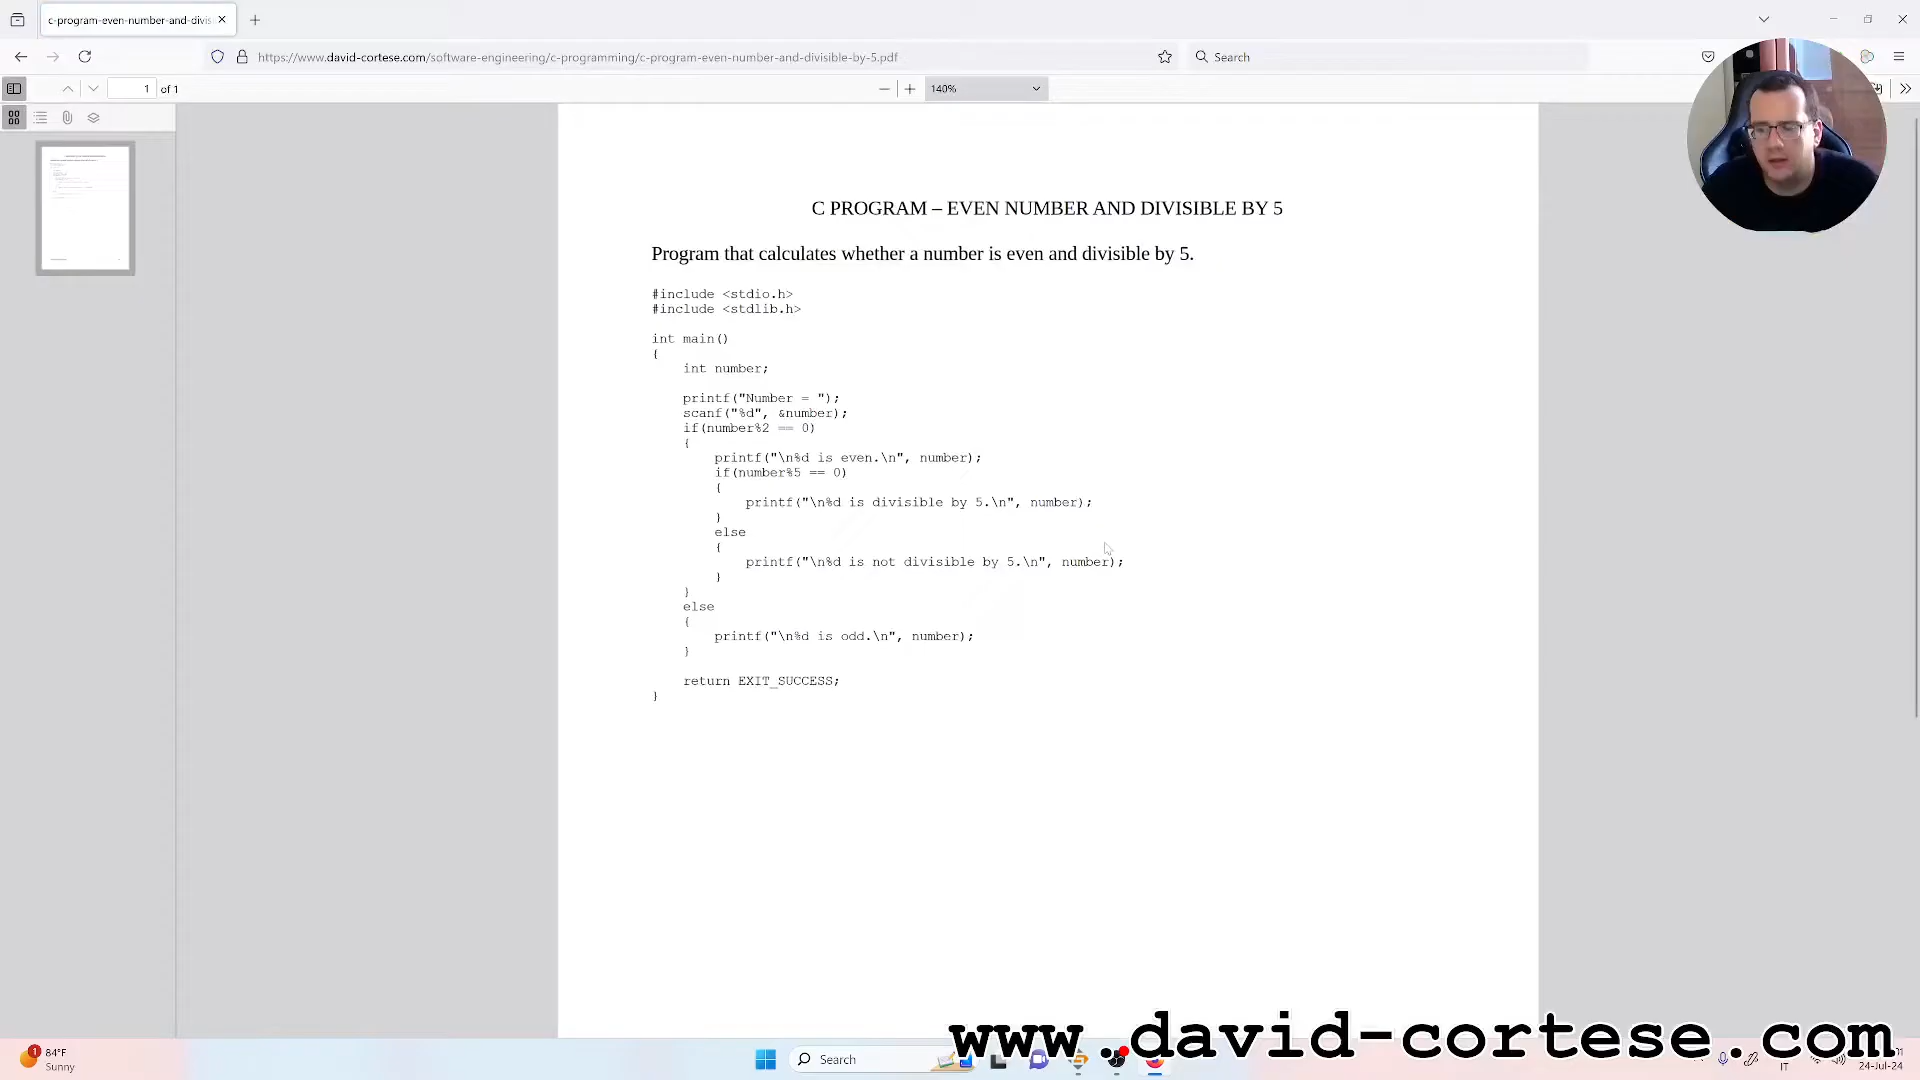 c-program-even-number-and-divis
https://www.david-cortese.com/software-engineering/c-programming/c-program-even-number-and-divisible-by-5.pdf
Search
1 of 1
140%
C PROGRAM – EVEN NUMBER AND DIVISIBLE BY 5
Program that calculates whether a number is even and divisible by 5.
#include <stdio.h>
#include <stdlib.h>
int main()
{
int number;
printf("Number = ");
scanf("%d", &number);
if(number%2 == 0)
{
printf("\n%d is even.\n", number);
if(number%5 == 0)
{
printf("\n%d is divisible by 5.\n", number);
}
else
{
printf("\n%d is not divisible by 5.\n", number);
}
}
else
{
printf("\n%d is odd.\n", number);
}
return EXIT_SUCCESS;
}
www.david-cortese.com
1
84°F
Sunny
Search
IT
24-Jul-24